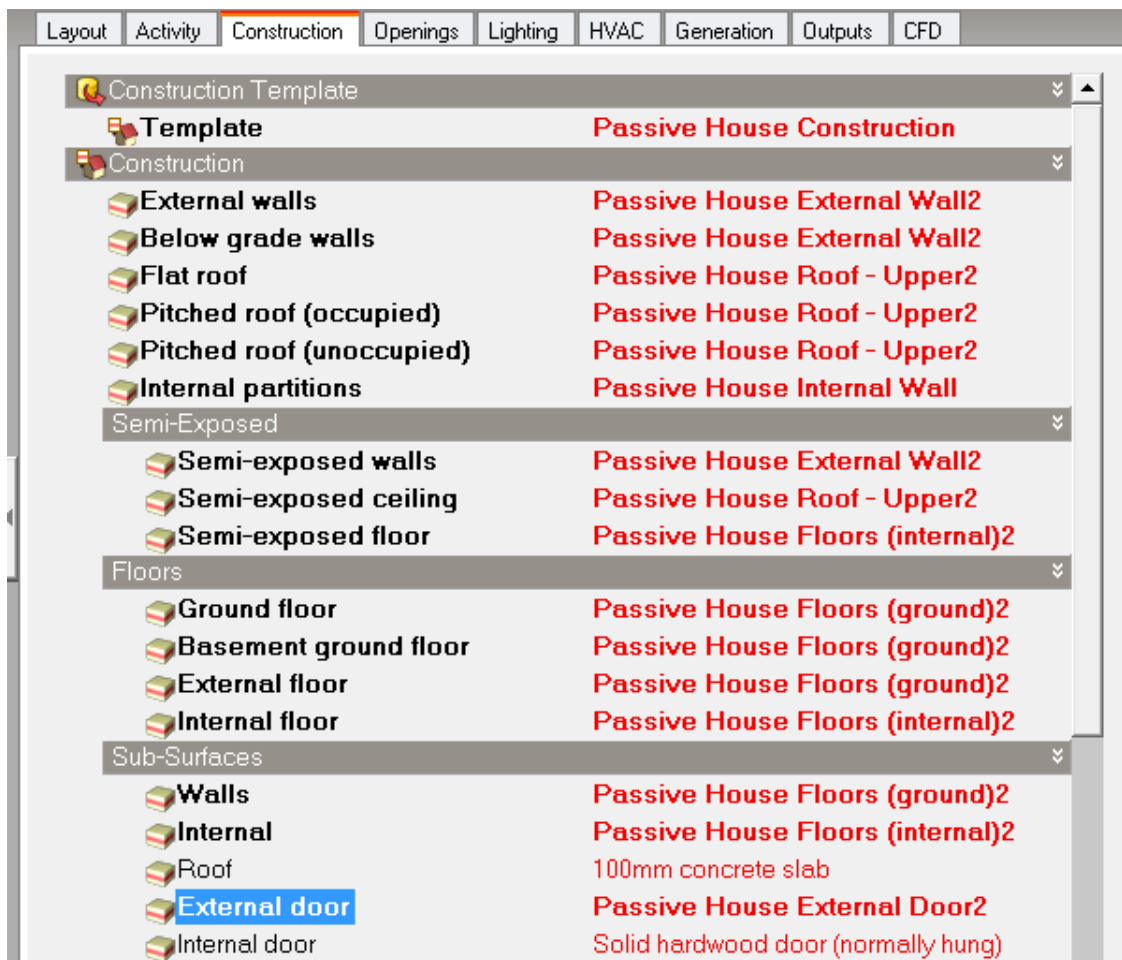 Layout Activity Construction Openings Lighting HVAC Generation Outputs CFD
Construction Template
Template Passive House Construction
Construction
External walls Passive House External Wall2
Below grade walls Passive House External Wall2
Flat roof Passive House Roof - Upper2
Pitched roof (occupied) Passive House Roof - Upper2
Pitched roof (unoccupied) Passive House Roof - Upper2
Internal partitions Passive House Internal Wall
Semi-Exposed
Semi-exposed walls Passive House External Wall2
Semi-exposed ceiling Passive House Roof - Upper2
Semi-exposed floor Passive House Floors (internal)2
Floors
Ground floor Passive House Floors (ground)2
Basement ground floor Passive House Floors (ground)2
External floor Passive House Floors (ground)2
Internal floor Passive House Floors (internal)2
Sub-Surfaces
Walls Passive House Floors (ground)2
Internal Passive House Floors (internal)2
Roof 100mm concrete slab
External door Passive House External Door2
Internal door Solid hardwood door (normally hung)